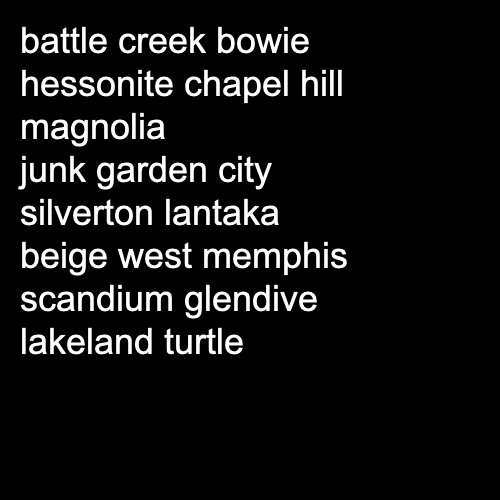 battle creek bowie
hessonite chapel hill
magnolia
junk garden city
silverton lantaka
beige west memphis
scandium glendive
lakeland turtle